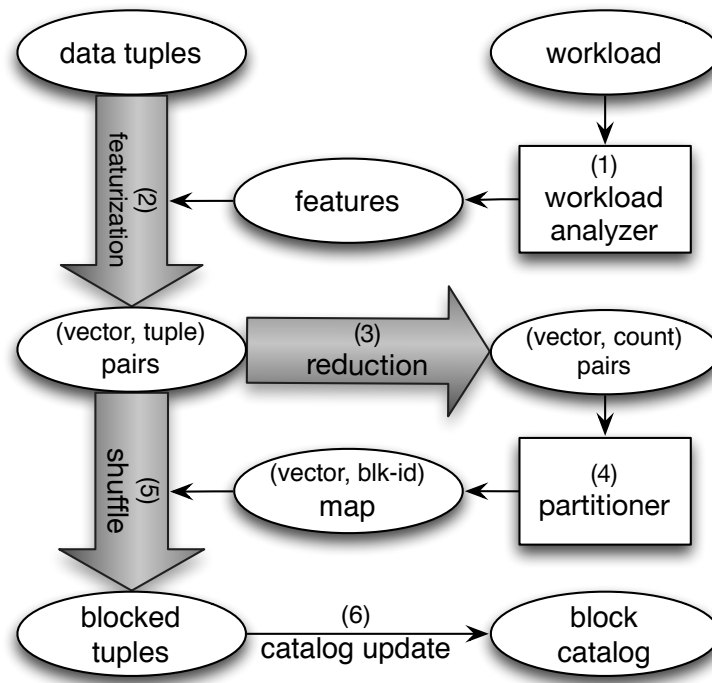 data tuples
workload
(2)
featurization
features
(1)
workload
analyzer
(vector, tuple)
pairs
(3)
reduction
(vector, count)
pairs
(5)
shuffle
(vector, blk-id)
map
(4)
partitioner
blocked
tuples
(6)
catalog update
block
catalog